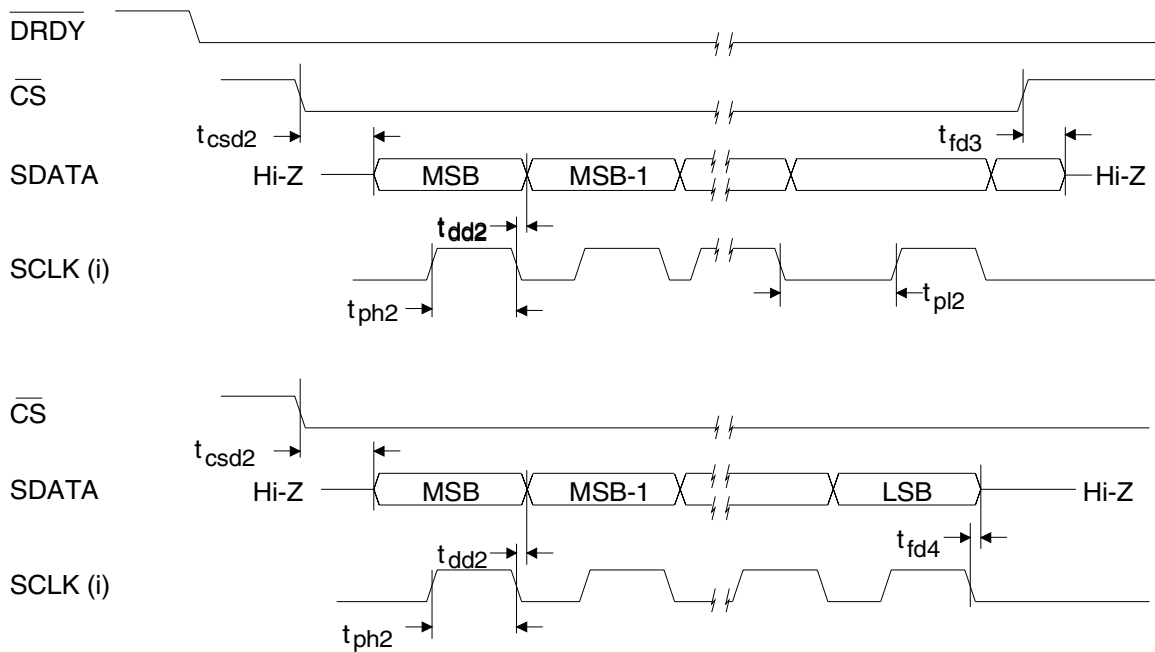 DRDY
CS
tcsd2
tfd3
SDATA Hi-Z MSB MSB-1 Hi-Z
tdd2
SCLK (i)
tph2 tpl2
CS
tcsd2
SDATA Hi-Z MSB MSB-1 LSB Hi-Z
tdd2 tfd4
SCLK (i)
tph2